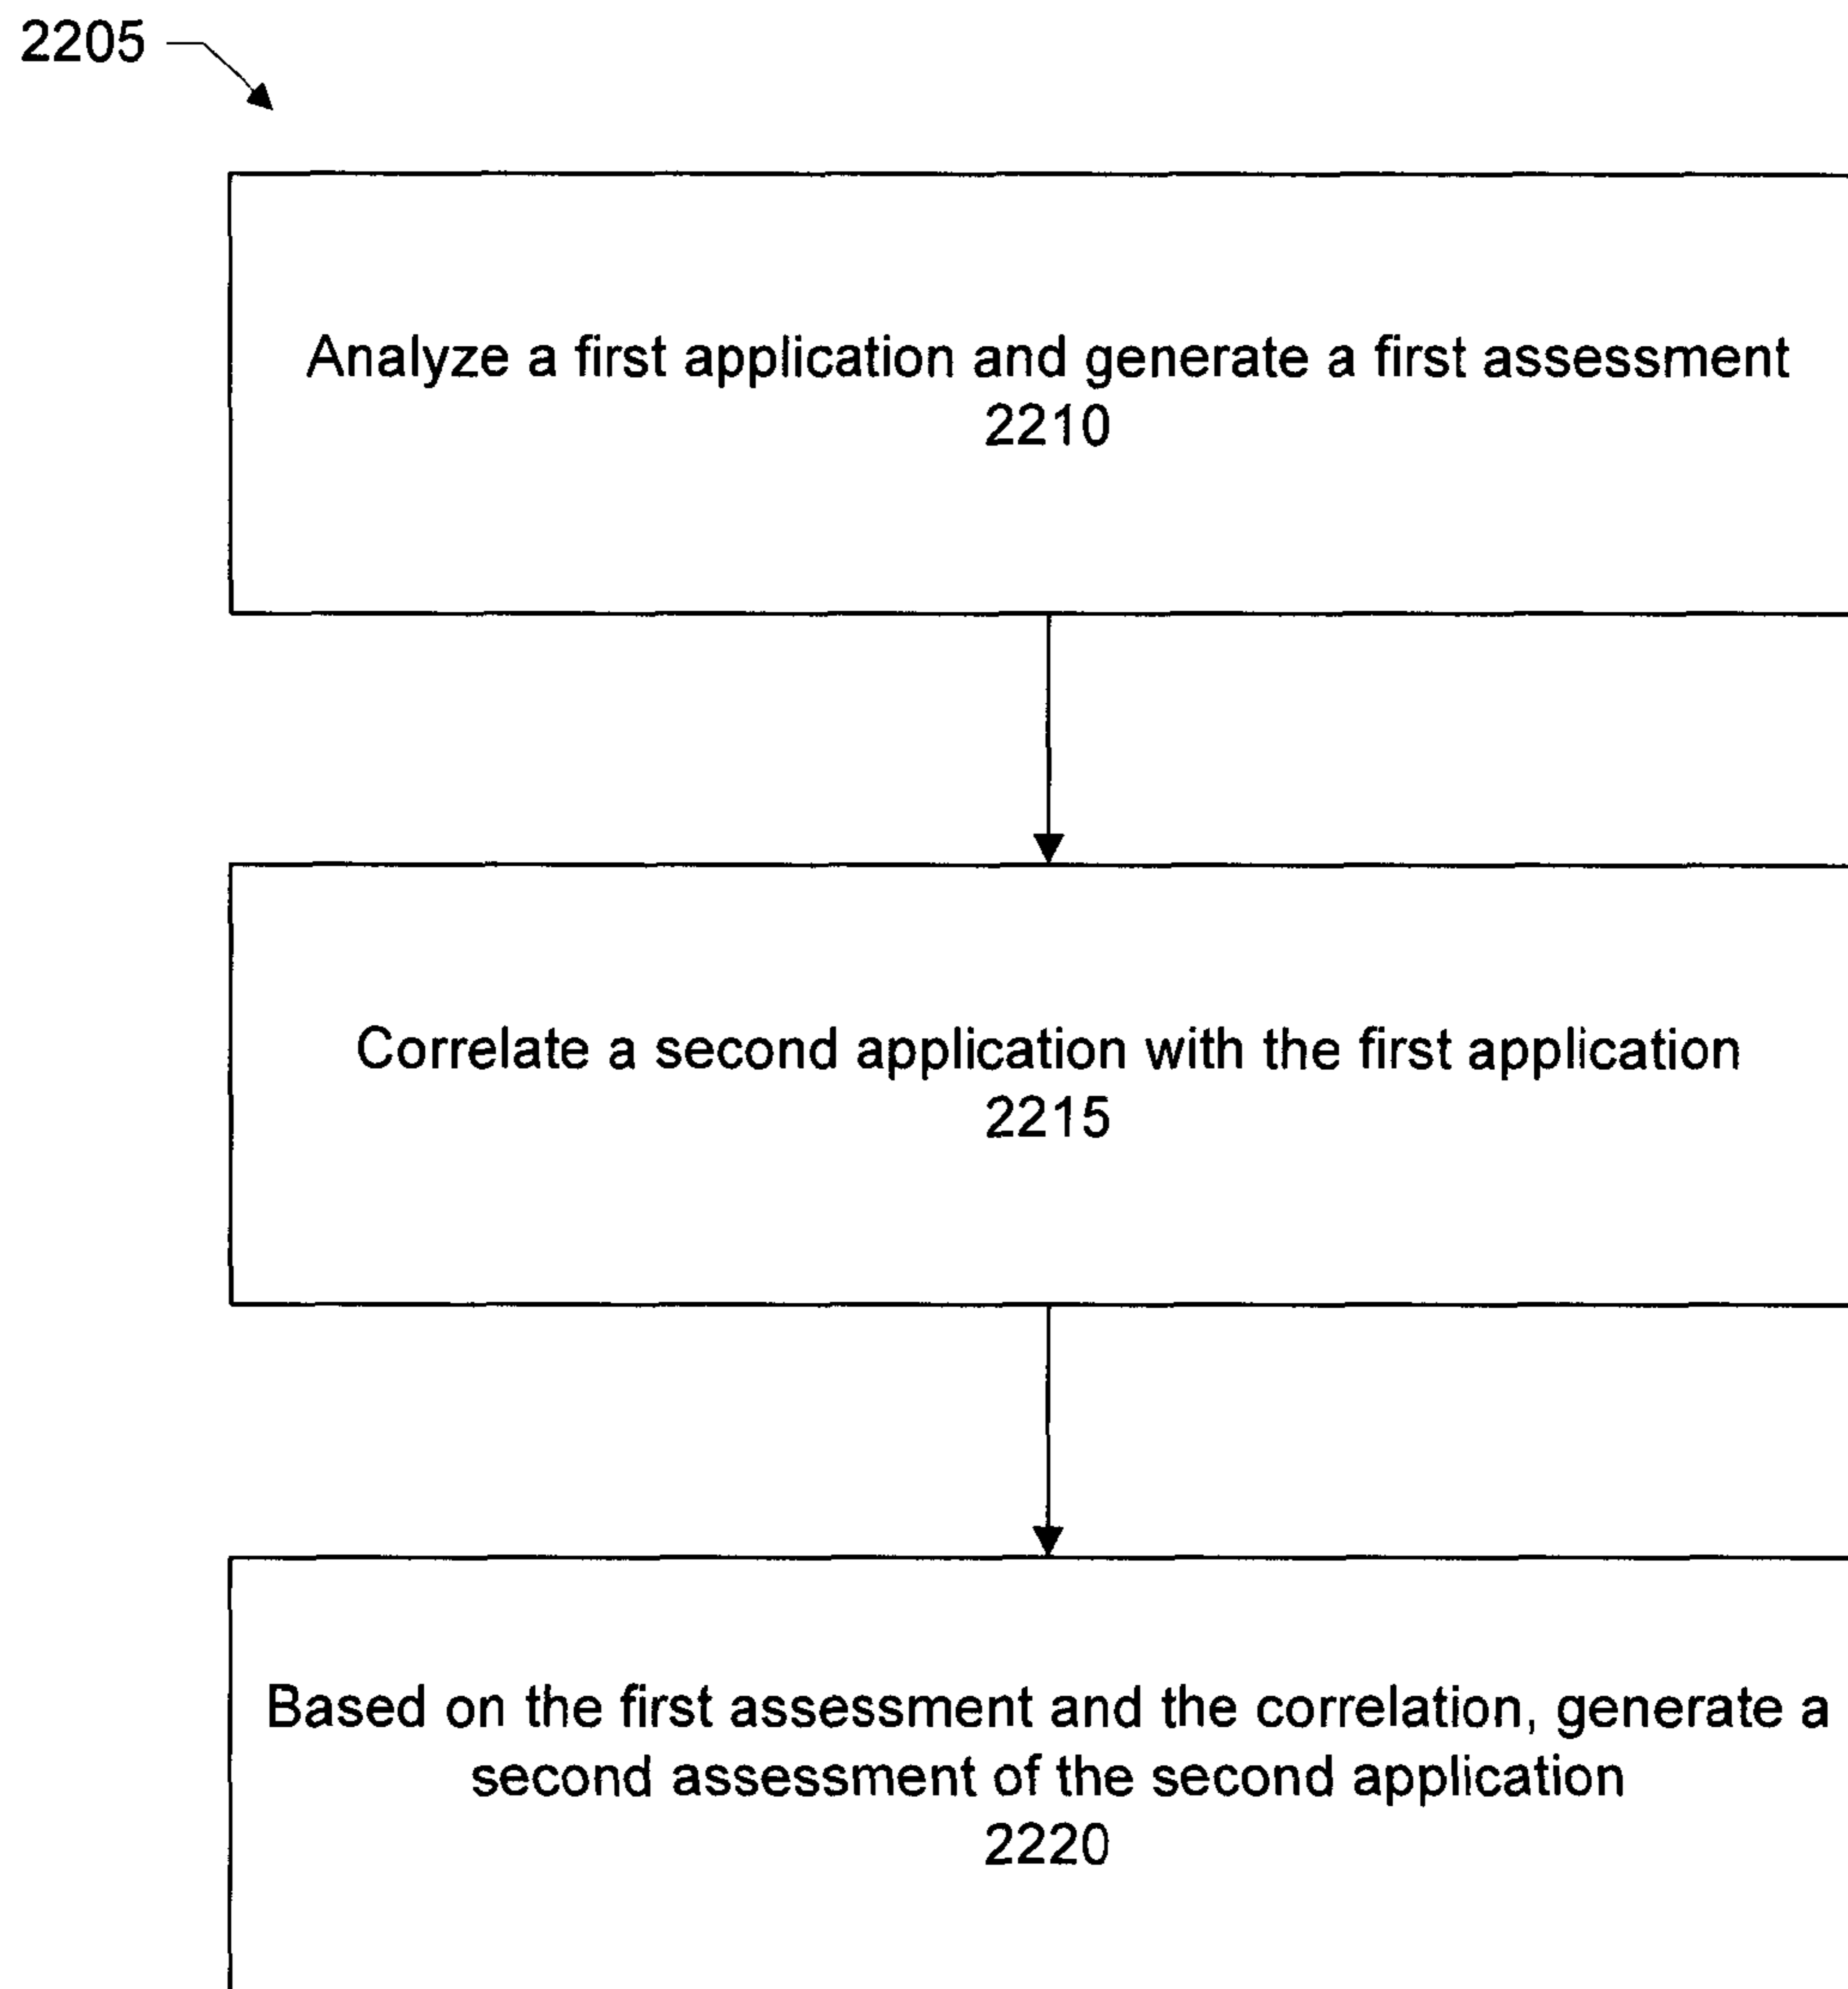 2205
Analyze a first application and generate a first assessment
2210
Correlate a second application with the first application
2215
Based on the first assessment and the correlation, generate a
second assessment of the second application
2220